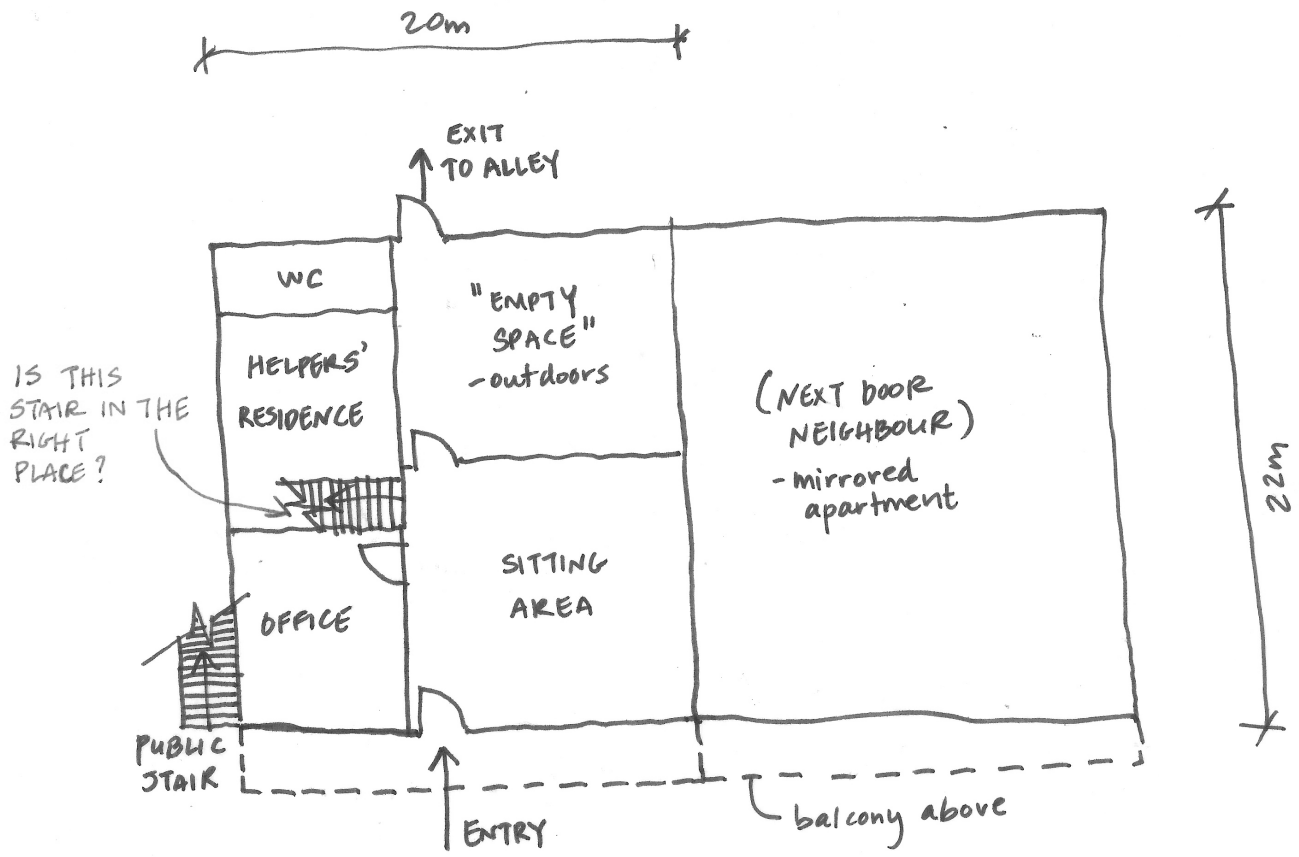 20m
EXIT
TO ALLEY
WC
"EMPTY
SPACE"
-outdoors
HELPERS'
RESIDENCE
IS THIS
STAIR IN THE
RIGHT
PLACE?
(NEXT DOOR
NEIGHBOUR)
-mirrored
apartment
22m
SITTING
AREA
OFFICE
PUBLIC
STAIR
ENTRY
balcony above